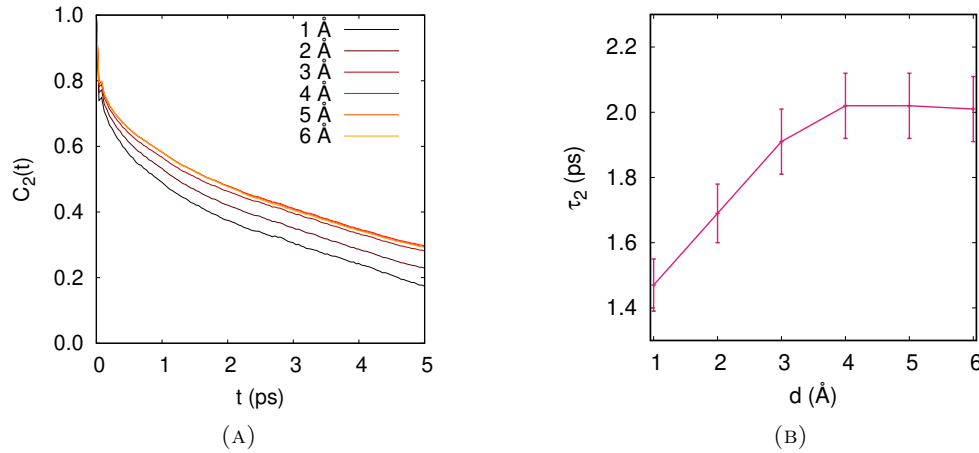 1.0
0.8
0.6
0.4
0.2
0.0
C₂(t)
1 Å
2 Å
3 Å
4 Å
5 Å
6 Å
0 1 2 3 4 5
t (ps)
(A)
2.2
2.0
1.8
1.6
1.4
τ₂ (ps)
1 2 3 4 5 6
d (Å)
(B)